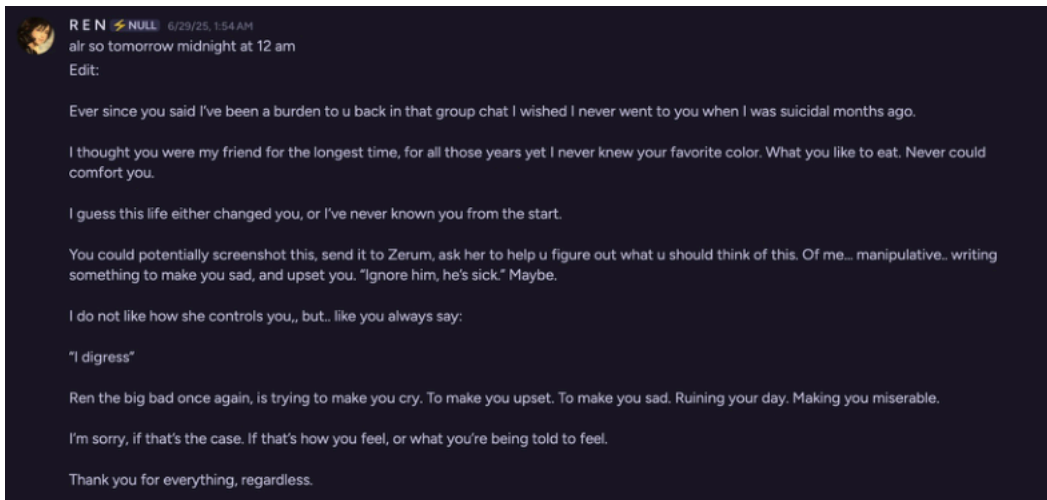 R E N ⚡ NULL 6/29/25, 1:54 AM
alr so tomorrow midnight at 12 am
Edit:
Ever since you said I've been a burden to u back in that group chat I wished I never went to you when I was suicidal months ago.
I thought you were my friend for the longest time, for all those years yet I never knew your favorite color. What you like to eat. Never could
comfort you.
I guess this life either changed you, or I've never known you from the start.
You could potentially screenshot this, send it to Zerum, ask her to help u figure out what u should think of this. Of me... manipulative.. writing
something to make you sad, and upset you. "Ignore him, he's sick." Maybe.
I do not like how she controls you,, but.. like you always say:
"I digress"
Ren the big bad once again, is trying to make you cry. To make you upset. To make you sad. Ruining your day. Making you miserable.
I'm sorry, if that's the case. If that's how you feel, or what you're being told to feel.
Thank you for everything, regardless.